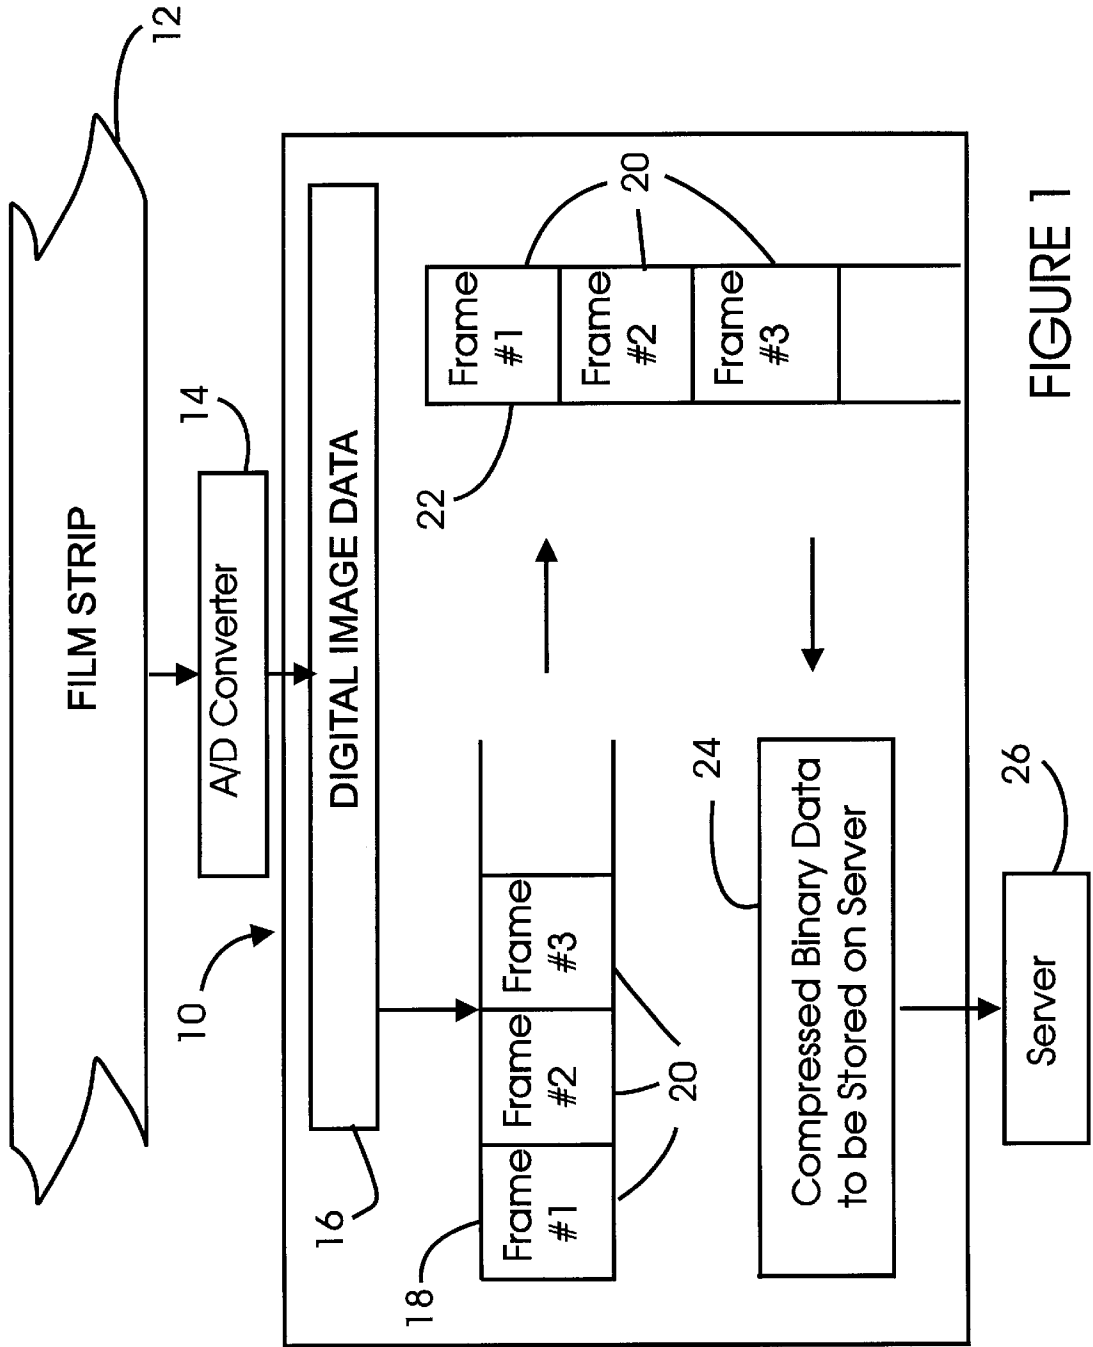 FILM STRIP
12
A/D Converter
14
10
DIGITAL IMAGE DATA
16
18
Frame
#1
Frame
#2
Frame
#3
20
22
Frame
#1
Frame
#2
Frame
#3
20
24
Compressed Binary Data
to be Stored on Server
Server
26
FIGURE 1